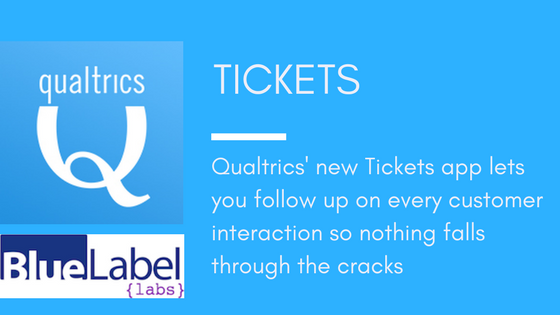 qualtrics
Q
BlueLabel
{labs}
TICKETS
Qualtrics' new Tickets app lets
you follow up on every customer
interaction so nothing falls
through the cracks